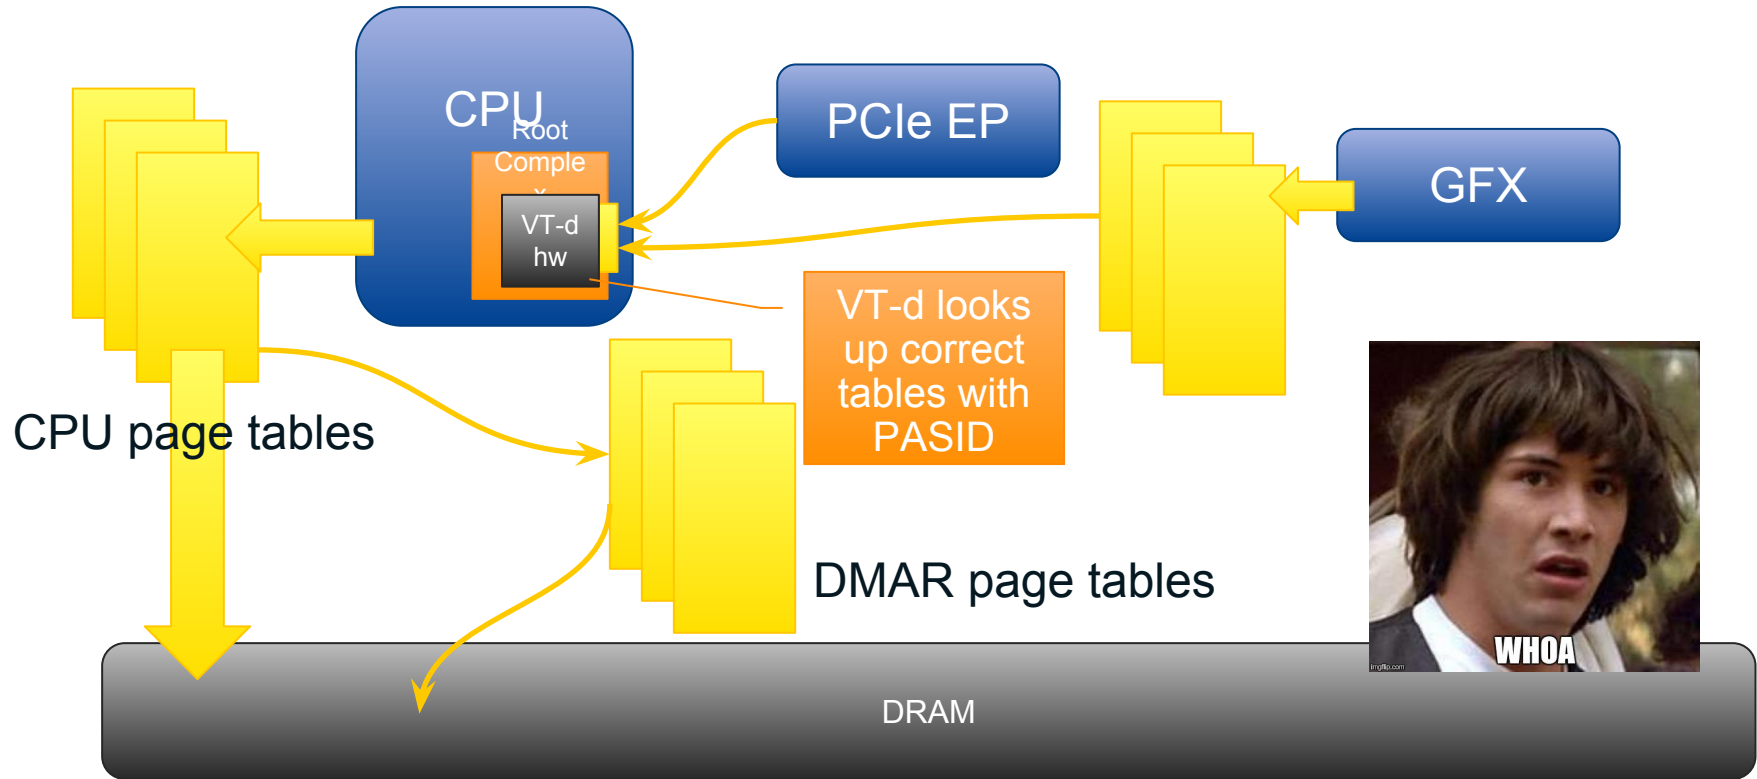 CPU
Root
Comple
x
VT-d
hw
PCIe EP
GFX
VT-d looks
up correct
tables with
PASID
CPU page tables
DMAR page tables
WHOA
imgflip.com
DRAM